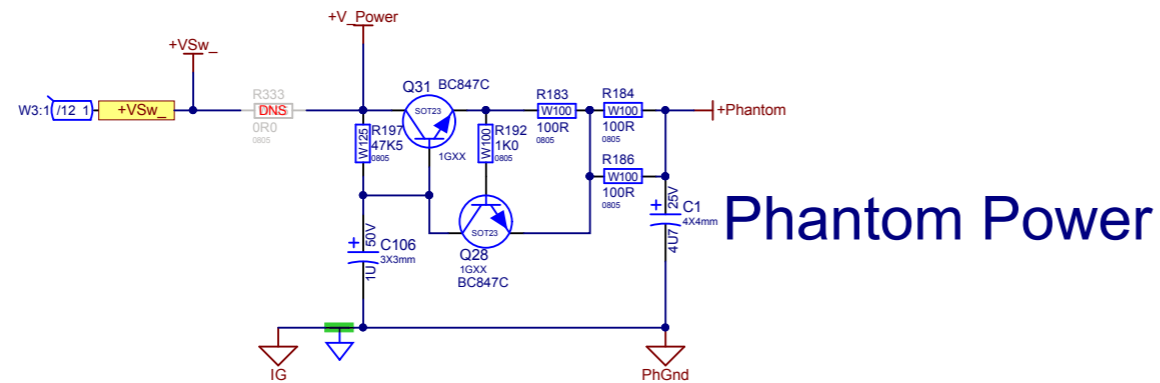 +V_Power
+VSw_
W3:1 /12_1 +VSw_
R333
DNS
0R0
0805
Q31 BC847C
SOT23
1GXX
R197
47K5
W125
0805
R192
1K0
W100
0805
R183
W100
100R
0805
R184
W100
100R
0805
+Phantom
R186
W100
100R
0805
SOT23
Q28
1GXX
BC847C
+ 50V
C106
3X3mm
1U
+ 25V
C1
4X4mm
4U7
Phantom Power
IG
PhGnd